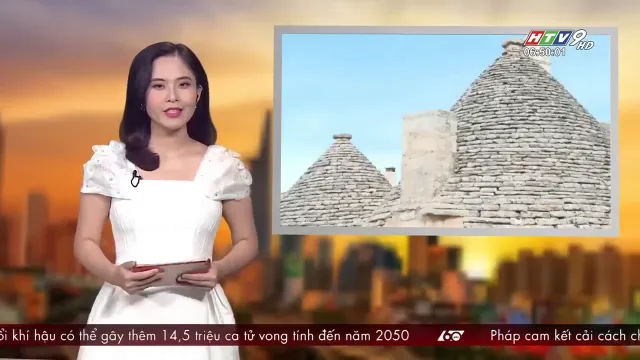 HTV9 HD
06:50:01
ổi khí hậu có thể gây thêm 14,5 triệu ca tử vong tính đến năm 2050 60 Pháp cam kết cải cách